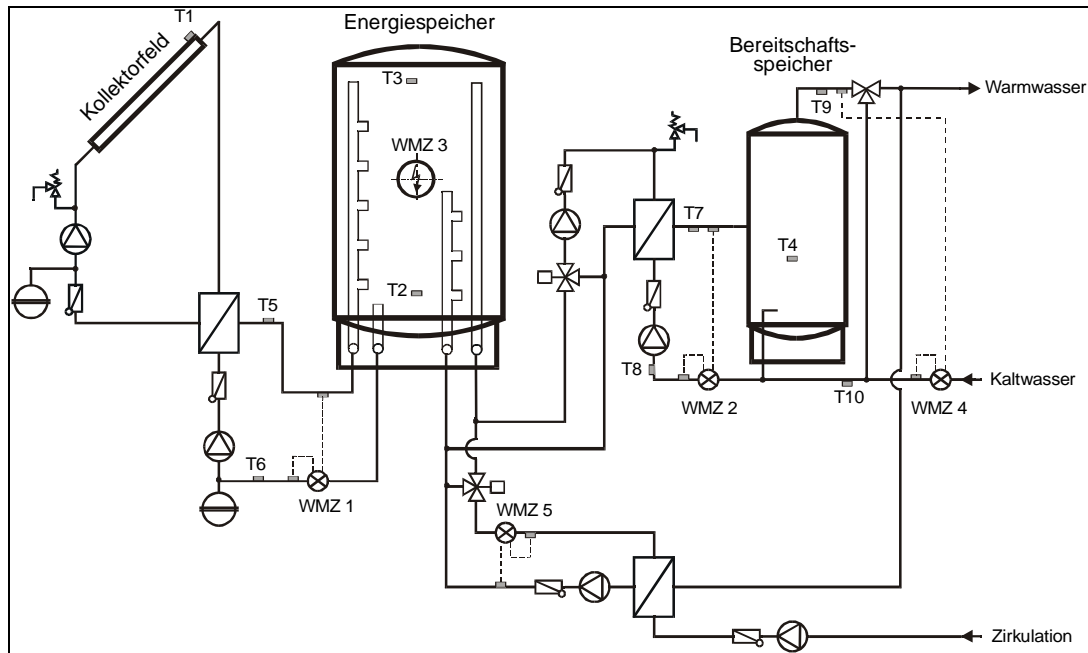 T1
Kollektorfeld
Energiespeicher
T3
WMZ 3
T2
Bereitschafts-
speicher
T9
Warmwasser
T7
T4
T5
T8
WMZ 2
T10
WMZ 4
Kaltwasser
T6
WMZ 1
WMZ 5
Zirkulation